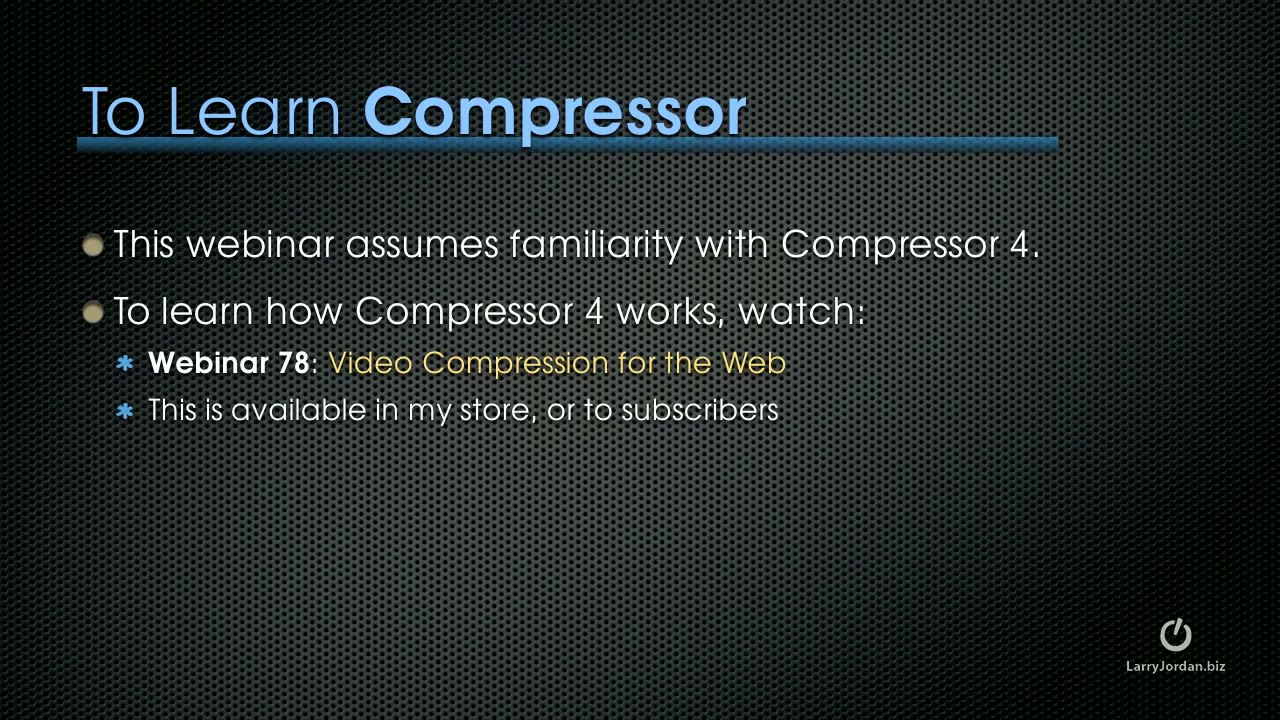 To Learn Compressor
This webinar assumes familiarity with Compressor 4.
To learn how Compressor 4 works, watch:
Webinar 78: Video Compression for the Web
This is available in my store, or to subscribers
LarryJordan.biz